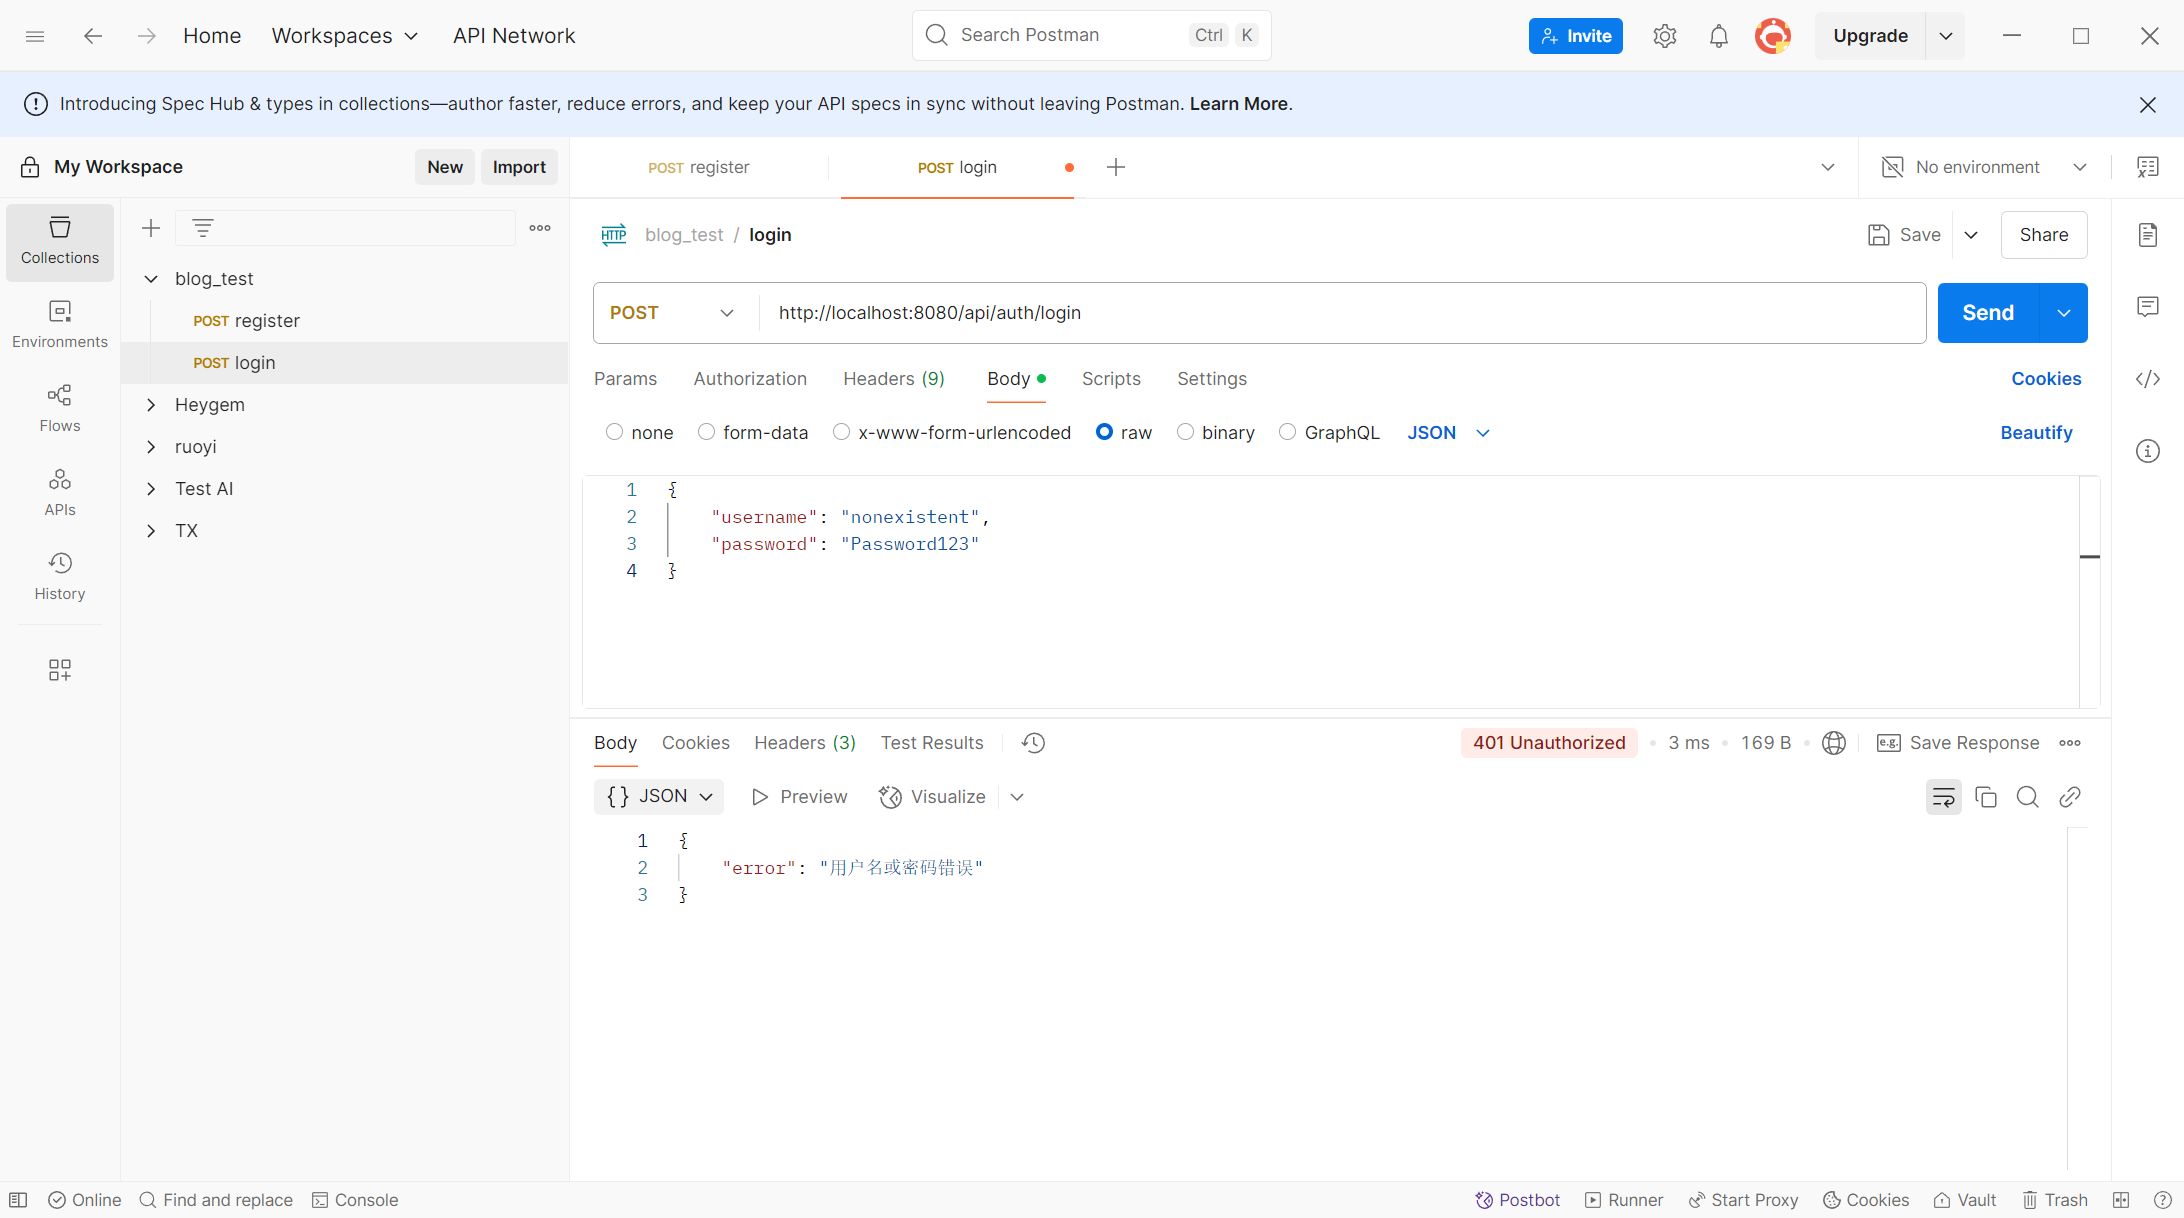 Home Workspaces API Network Search Postman Ctrl K Invite Upgrade
Introducing Spec Hub & types in collections—author faster, reduce errors, and keep your API specs in sync without leaving Postman. Learn More.
My Workspace New Import POST register POST login No environment
Collections
Environments
Flows
APIs
History
blog_test
POST register
POST login
Heygem
ruoyi
Test AI
TX
HTTP blog_test / login Save Share
POST http://localhost:8080/api/auth/login Send
Params Authorization Headers (9) Body Scripts Settings Cookies
none form-data x-www-form-urlencoded raw binary GraphQL JSON Beautify
1 {
2 "username": "nonexistent",
3 "password": "Password123"
4 }
Body Cookies Headers (3) Test Results 401 Unauthorized 3 ms 169 B e.g. Save Response
{} JSON Preview Visualize
1 {
2 "error": "用户名或密码错误"
3 }
Online Find and replace Console Postbot Runner Start Proxy Cookies Vault Trash